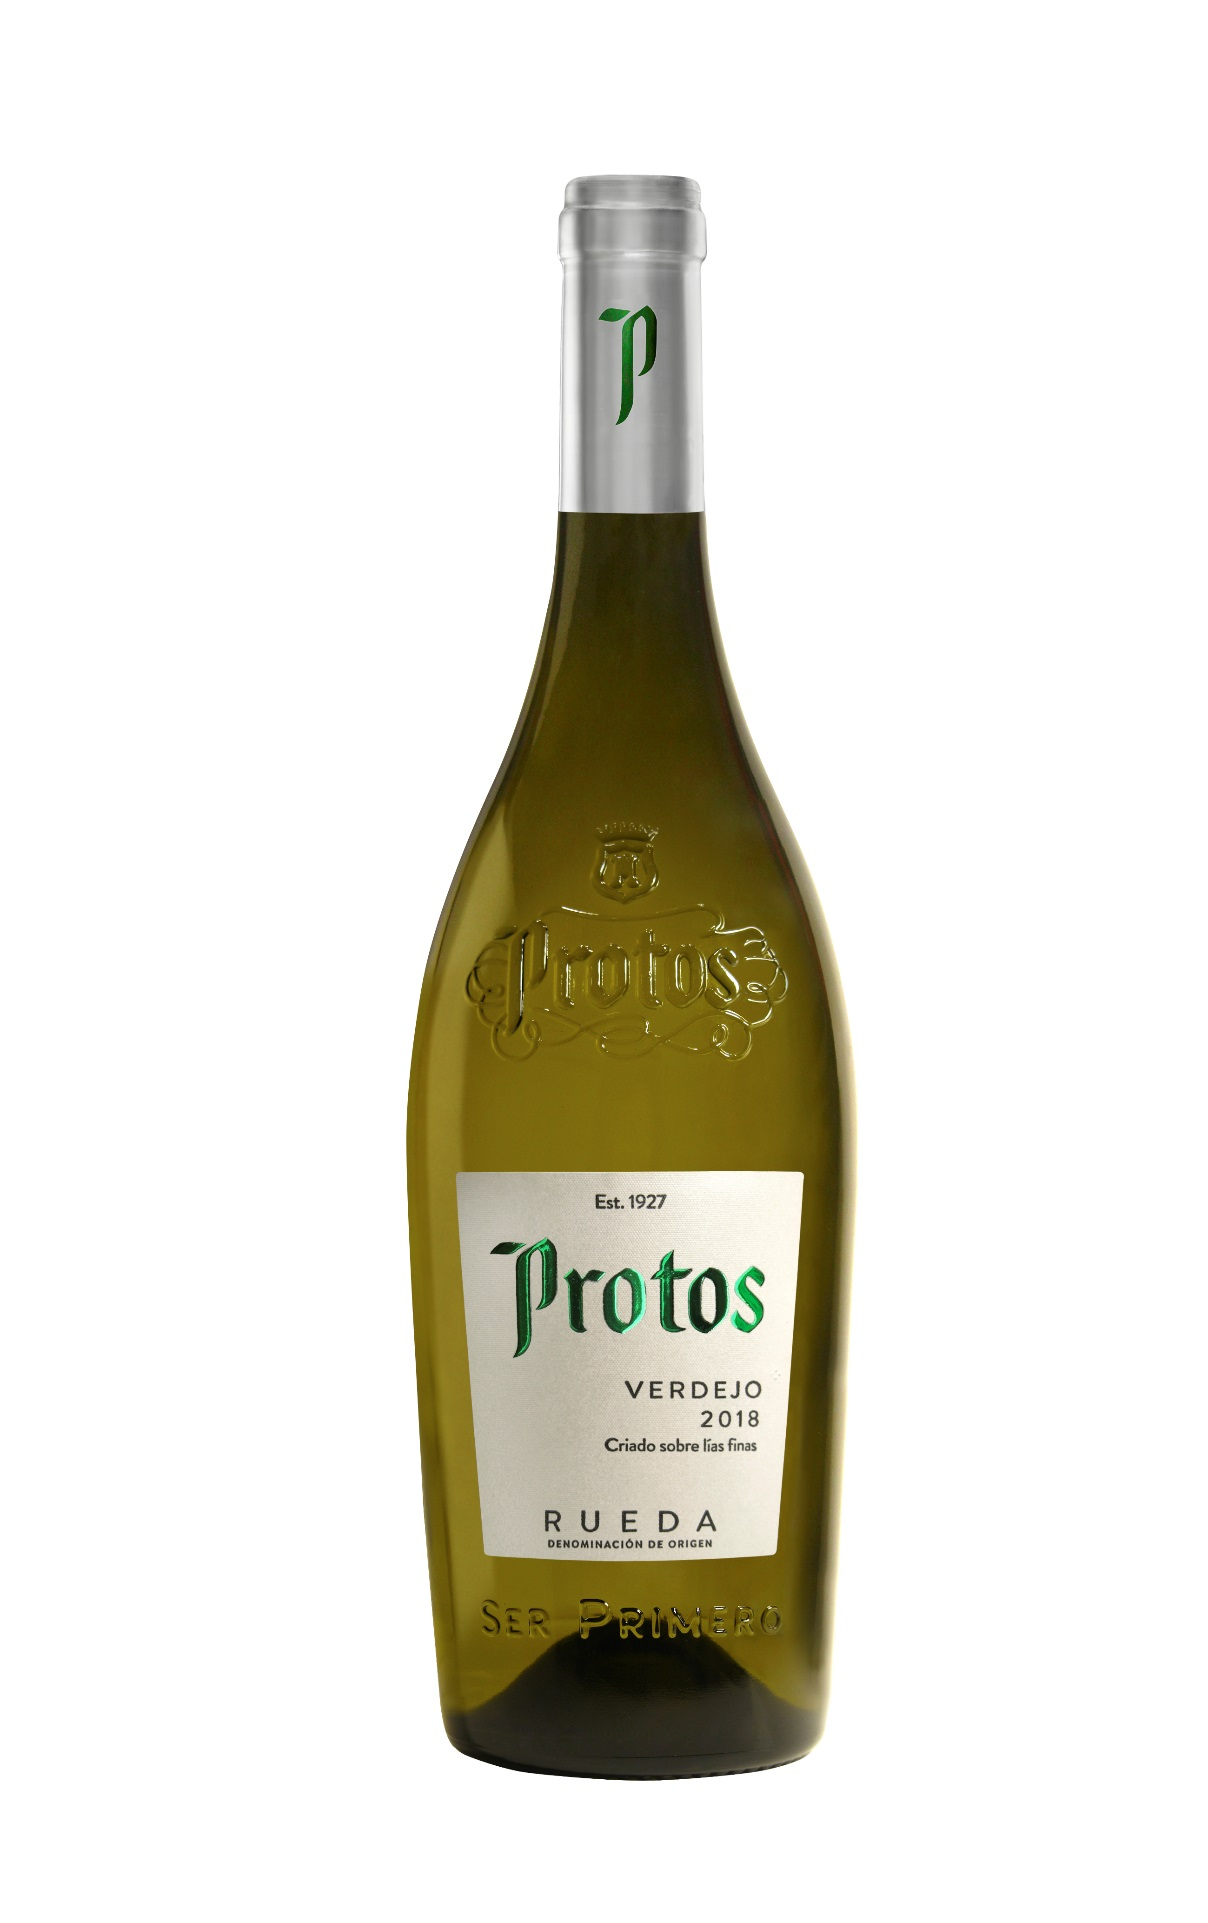 P
Protos
Est. 1927
Protos
VERDEJO
2018
Criado sobre lías finas
RUEDA
DENOMINACIÓN DE ORIGEN
SER PRIMERO